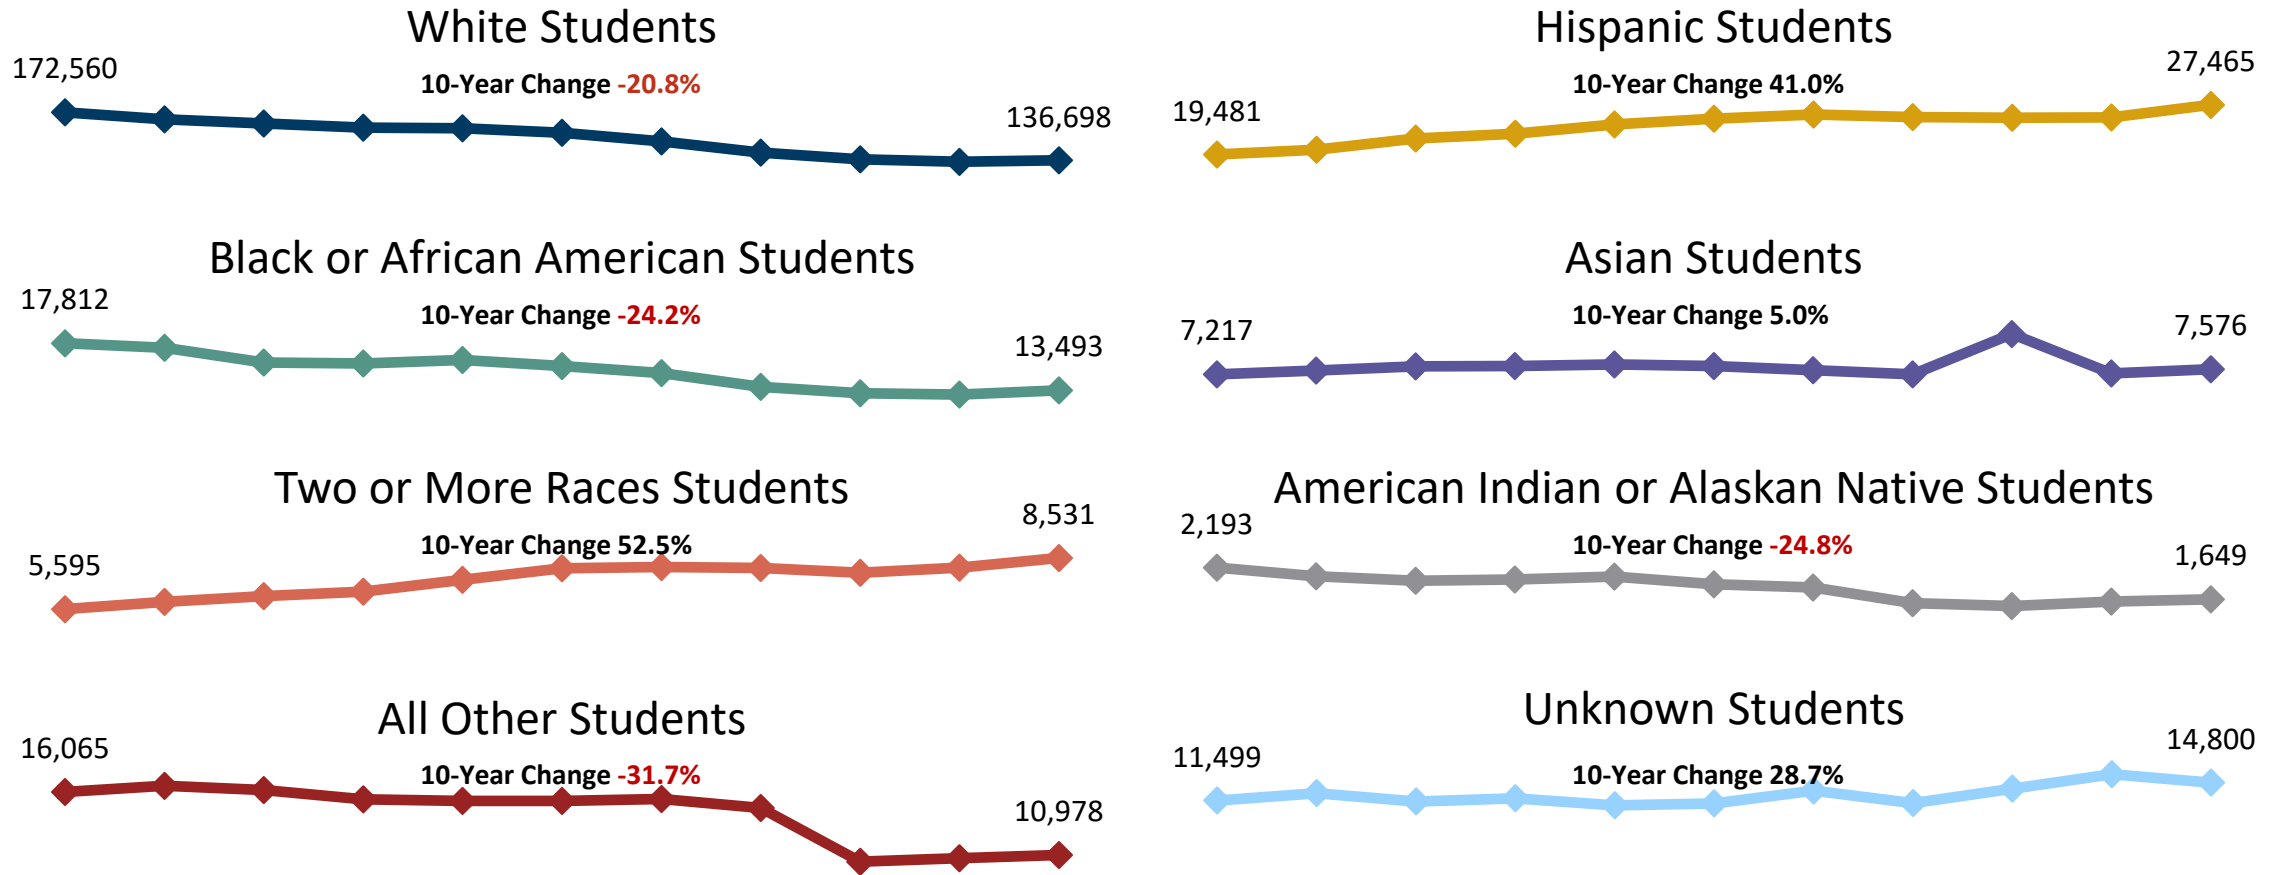 White Students
10-Year Change -20.8%
172,560
136,698
Hispanic Students
10-Year Change 41.0%
19,481
27,465
Black or African American Students
10-Year Change -24.2%
17,812
13,493
Asian Students
10-Year Change 5.0%
7,217
7,576
Two or More Races Students
10-Year Change 52.5%
5,595
8,531
American Indian or Alaskan Native Students
10-Year Change -24.8%
2,193
1,649
All Other Students
10-Year Change -31.7%
16,065
10,978
Unknown Students
10-Year Change 28.7%
11,499
14,800